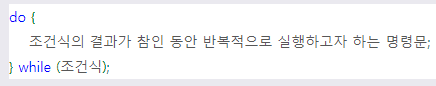 do {
조건식의 결과가 참인 동안 반복적으로 실행하고자 하는 명령문;
} while (조건식);